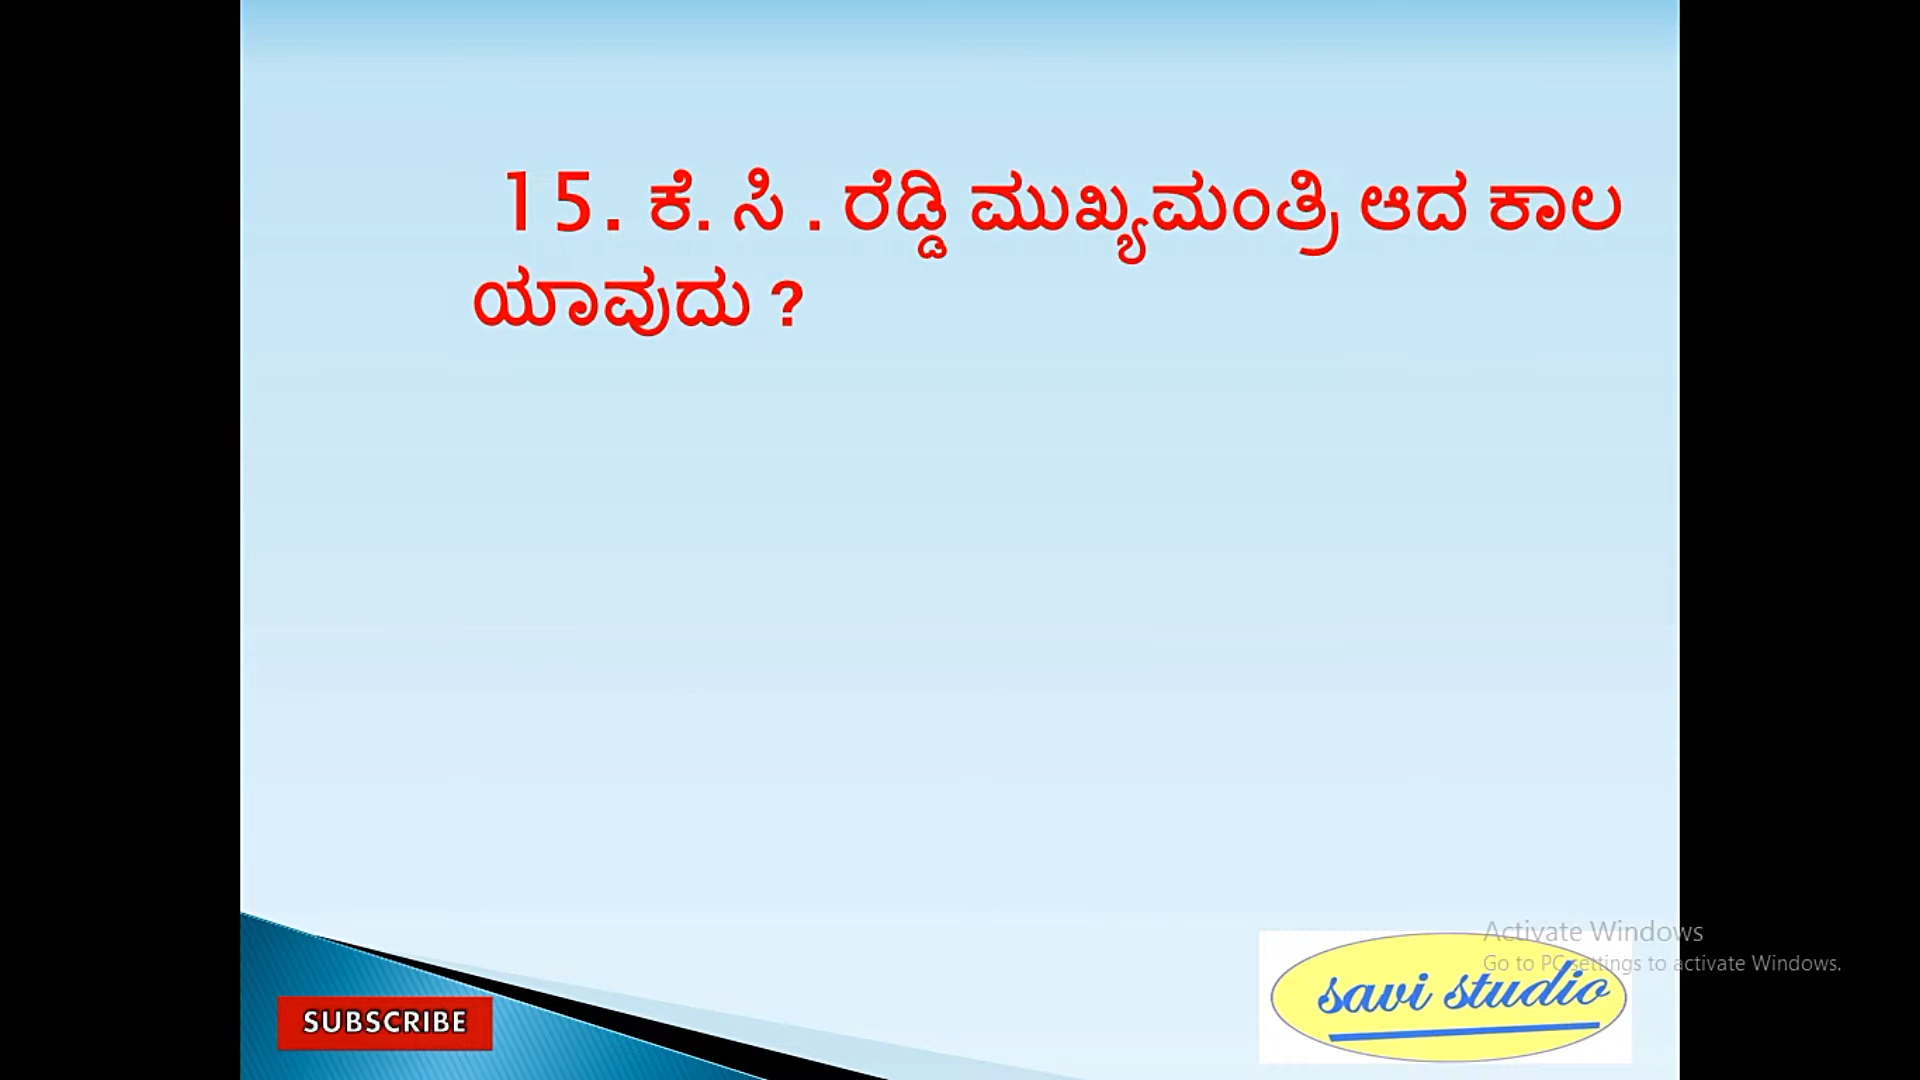 15. ಕೆ. ಸಿ . ರೆಡ್ಡಿ ಮುಖ್ಯಮಂತ್ರಿ ಆದ ಕಾಲ
ಯಾವುದು ?
Activate Windows
Go to PC settings to activate Windows.
savi studio
SUBSCRIBE